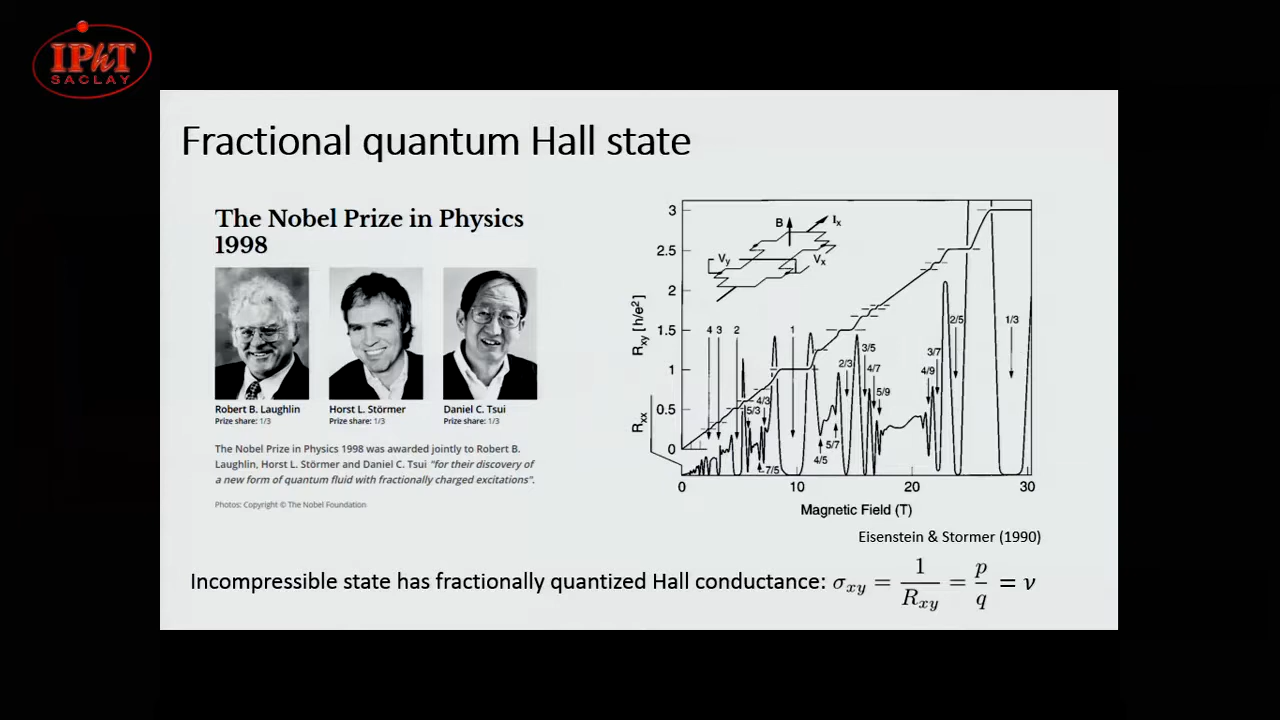 IPhT
SACLAY
Fractional quantum Hall state
The Nobel Prize in Physics
1998
Robert B. Laughlin
Prize share: 1/3
Horst L. Störmer
Prize share: 1/3
Daniel C. Tsui
Prize share: 1/3
The Nobel Prize in Physics 1998 was awarded jointly to Robert B.
Laughlin, Horst L. Störmer and Daniel C. Tsui "for their discovery of
a new form of quantum fluid with fractionally charged excitations".
Photos: Copyright © The Nobel Foundation
3
2.5
2
1.5
1
0.5
0
Rxy [h/e²]
Rxx
B
Ix
Vy
Vx
4 3 2 1
2/5
1/3
3/5
2/3
4/7
3/7
5/9
4/9
4/3
5/3
5/7
4/5
7/5
0 10 20 30
Magnetic Field (T)
Eisenstein & Stormer (1990)
Incompressible state has fractionally quantized Hall conductance: σxy = 1/Rxy = p/q = ν